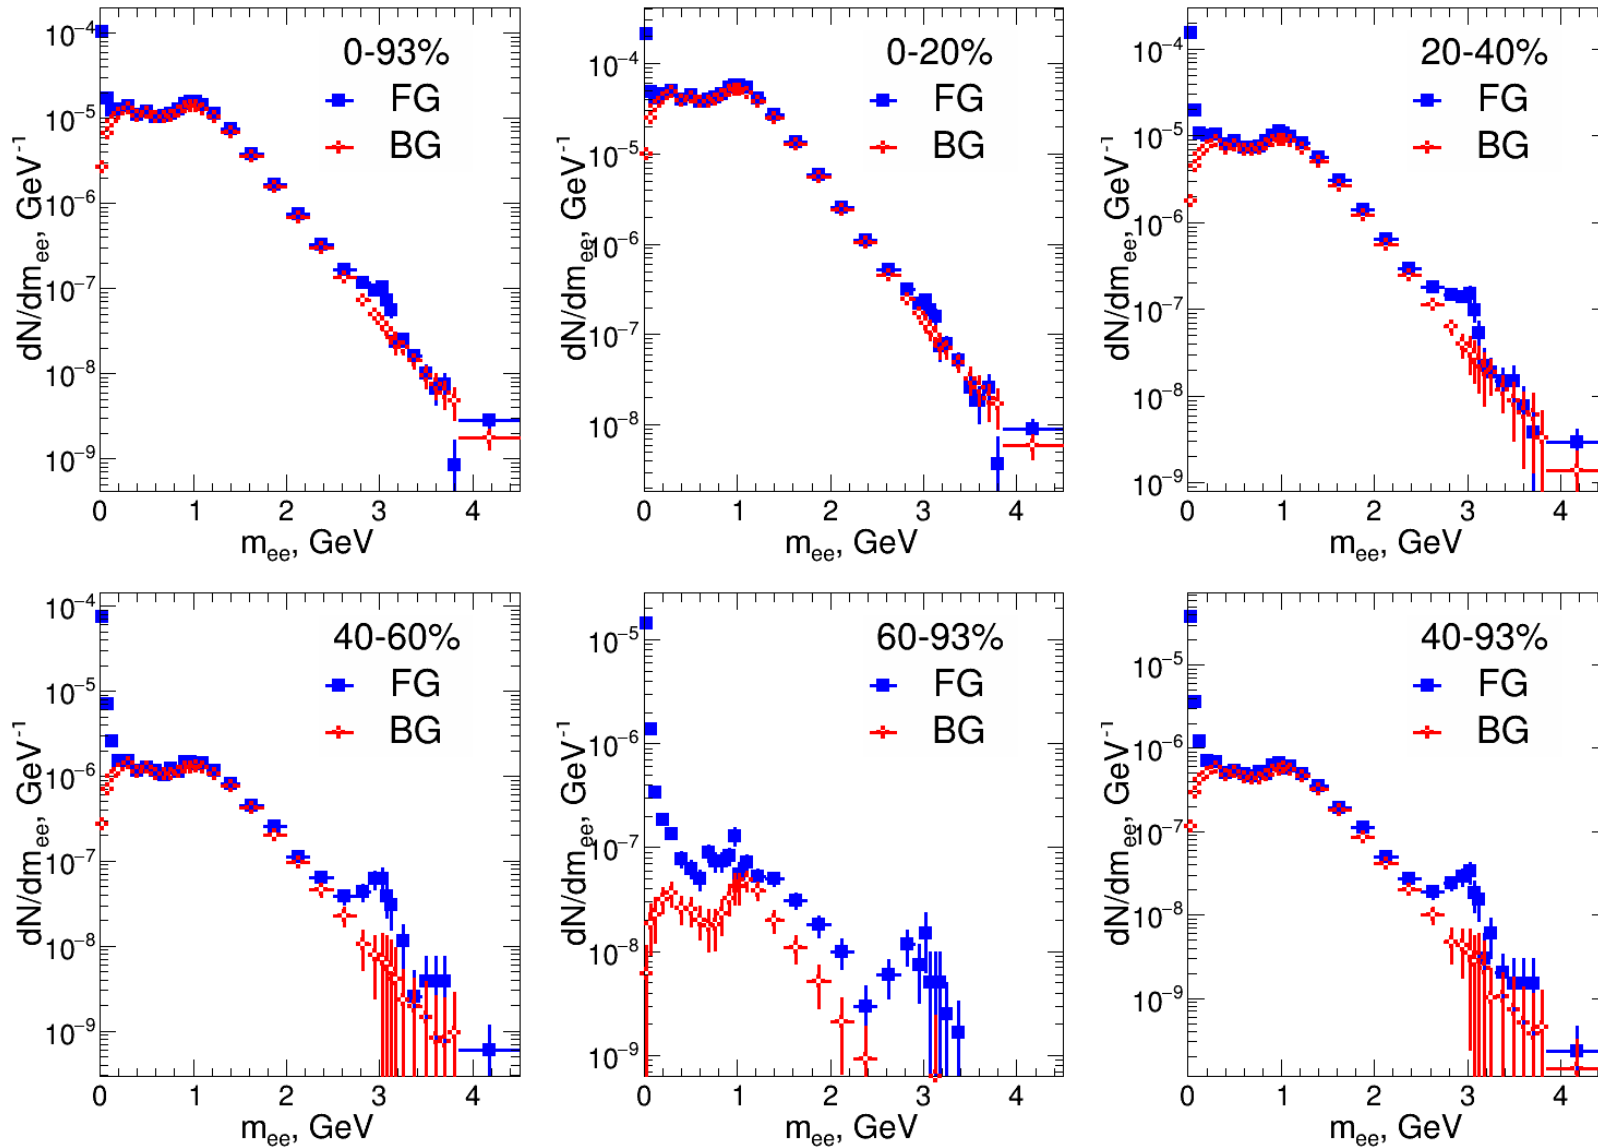 0-93%
FG
BG
10⁻⁴
10⁻⁵
10⁻⁶
10⁻⁷
10⁻⁸
10⁻⁹
dN/dm_ee, GeV⁻¹
0 1 2 3 4
m_ee, GeV
0-20%
FG
BG
10⁻⁴
10⁻⁵
10⁻⁶
10⁻⁷
10⁻⁸
dN/dm_ee, GeV⁻¹
0 1 2 3 4
m_ee, GeV
20-40%
FG
BG
10⁻⁴
10⁻⁵
10⁻⁶
10⁻⁷
10⁻⁸
10⁻⁹
dN/dm_ee, GeV⁻¹
0 1 2 3 4
m_ee, GeV
40-60%
FG
BG
10⁻⁴
10⁻⁵
10⁻⁶
10⁻⁷
10⁻⁸
10⁻⁹
dN/dm_ee, GeV⁻¹
0 1 2 3 4
m_ee, GeV
60-93%
FG
BG
10⁻⁵
10⁻⁶
10⁻⁷
10⁻⁸
10⁻⁹
dN/dm_ee, GeV⁻¹
0 1 2 3 4
m_ee, GeV
40-93%
FG
BG
10⁻⁵
10⁻⁶
10⁻⁷
10⁻⁸
10⁻⁹
dN/dm_ee, GeV⁻¹
0 1 2 3 4
m_ee, GeV